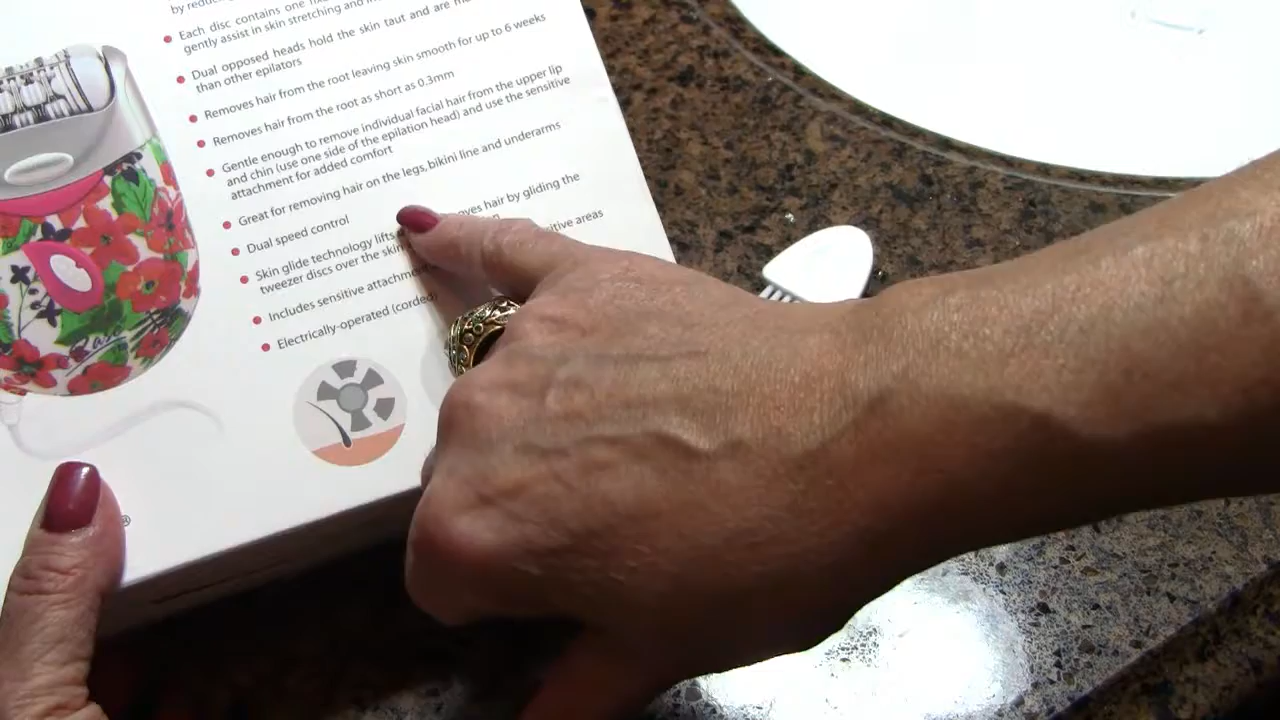 by reducing
Each disc contains one
gently assist in skin stretching and
Dual opposed heads hold the skin taut and are
than other epilators
Removes hair from the root leaving skin smooth for up to 6 weeks
Removes hair from the root as short as 0.3mm
Gentle enough to remove individual facial hair from the upper lip
and chin (use one side of the epilation head) and use the sensitive
attachment for added comfort
Great for removing hair on the legs, bikini line and underarms
Dual speed control
Skin glide technology lifts hair by gliding the
tweezer discs over the skin
Includes sensitive areas
Electrically-operated (corded)
®